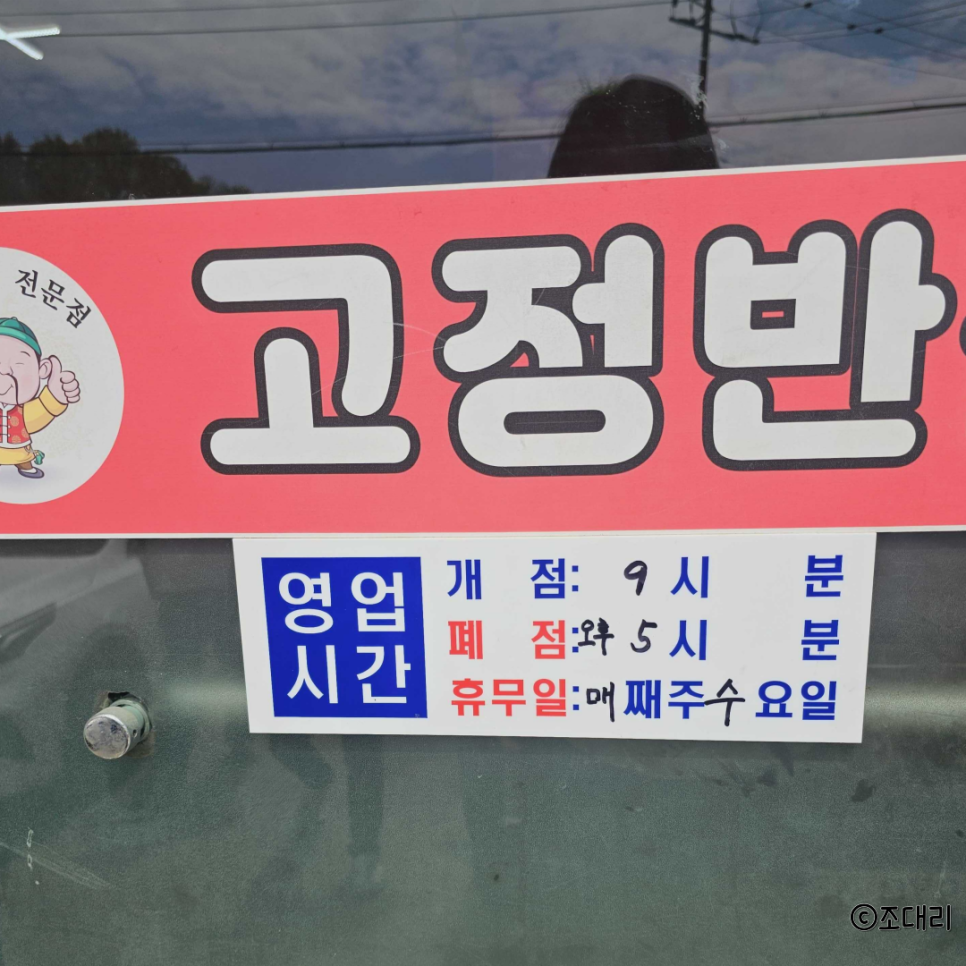 전문점
고정반
영업
시간
개 점: 9 시 분
폐 점: 오후 5 시 분
휴무일: 매 째주 수 요일
©조대리